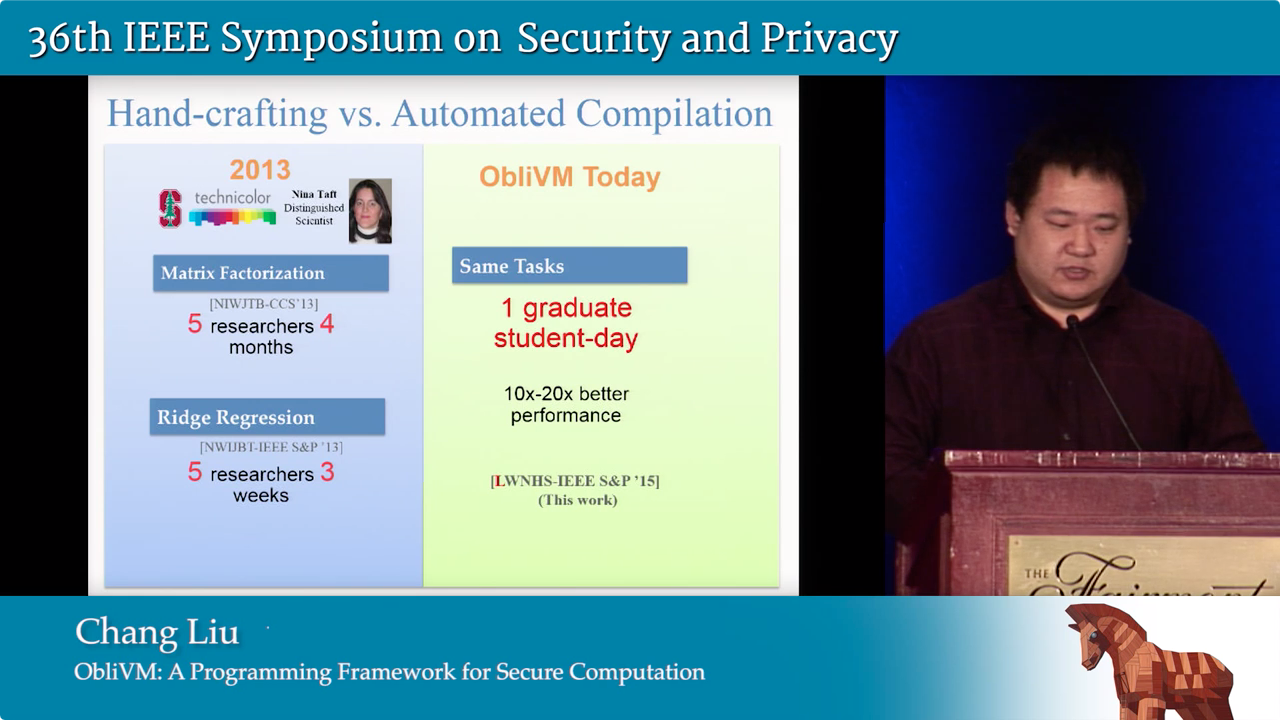 36th IEEE Symposium on Security and Privacy
Hand-crafting vs. Automated Compilation
2013
technicolor
Nina Taft
Distinguished
Scientist
Matrix Factorization
[NIWJTB-CCS'13]
5 researchers 4
months
Ridge Regression
[NWIJBT-IEEE S&P '13]
5 researchers 3
weeks
ObliVM Today
Same Tasks
1 graduate
student-day
10x-20x better
performance
[LWNHS-IEEE S&P '15]
(This work)
THE Fairmont
Chang Liu
ObliVM: A Programming Framework for Secure Computation